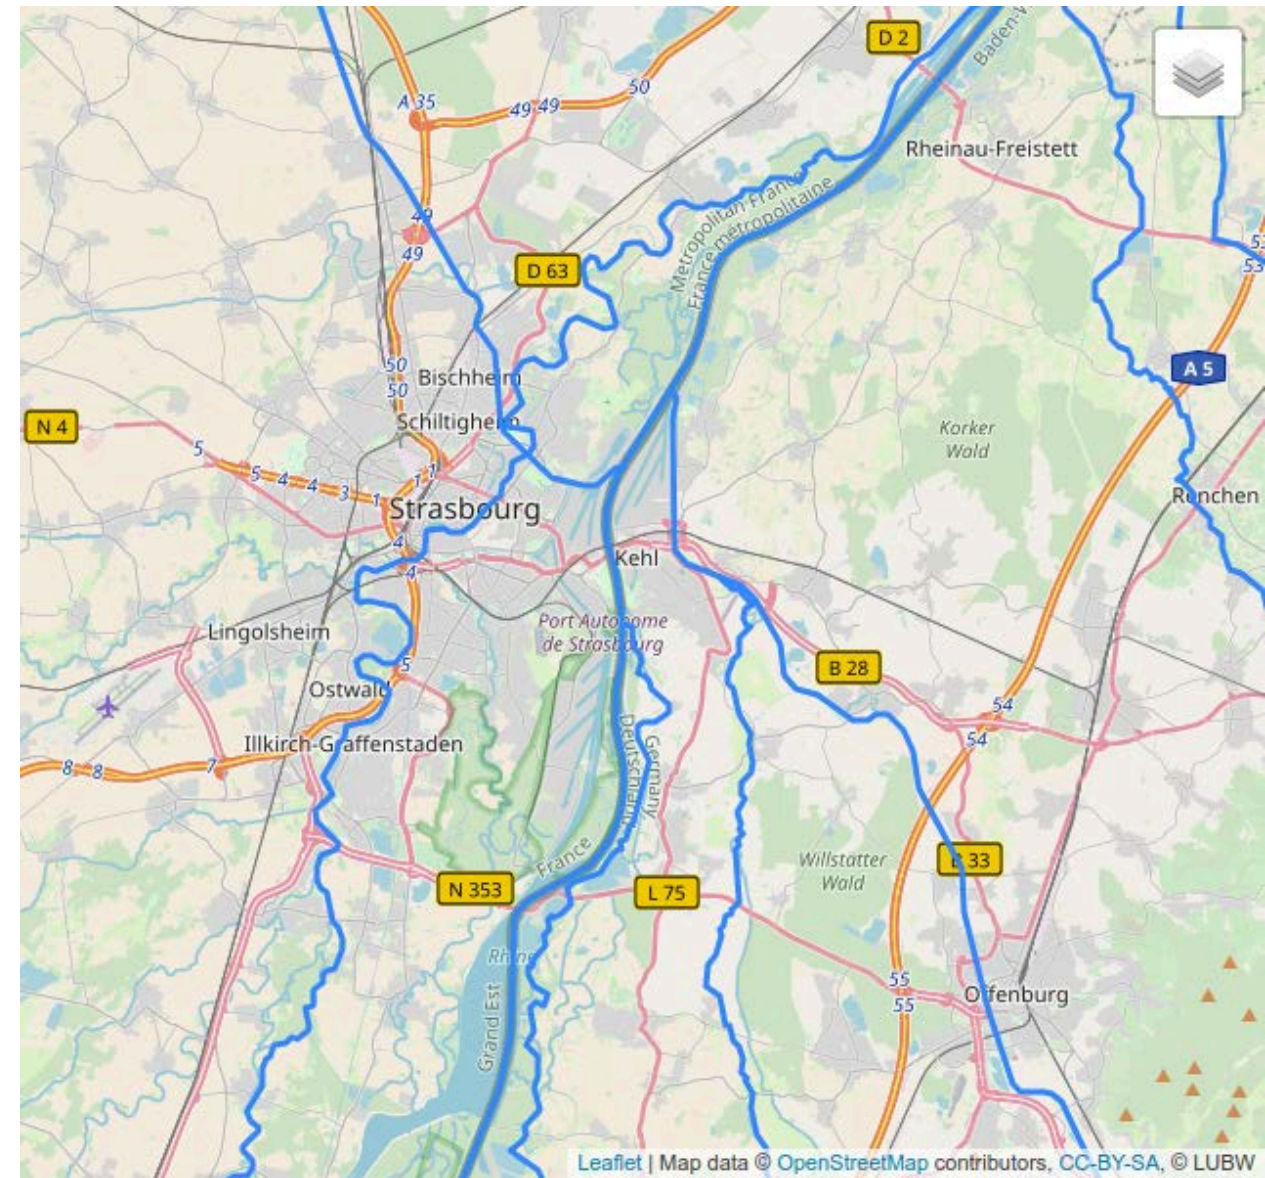 D 2
Baden-W
A 35
50
49 49
Rheinau-Freistett
Metropolitan France
France métropolitaine
49
49
53
53
D 63
A 5
50
50
Bischheim
Schiltigheim
N 4
Korker
Wald
5
5 4 4 3 1
1 1
Renchen
Strasbourg
4
4
Kehl
Port Autonome
de Strasbourg
Lingolsheim
5
B 28
Ostwald
54
54
Illkirch-Graffenstaden
Deutschland
Germany
8 8
7
France
Willstätter
Wald
B 33
N 353
L 75
Rhine
Grand Est
55
55
Offenburg
Leaflet | Map data © OpenStreetMap contributors, CC-BY-SA, © LUBW